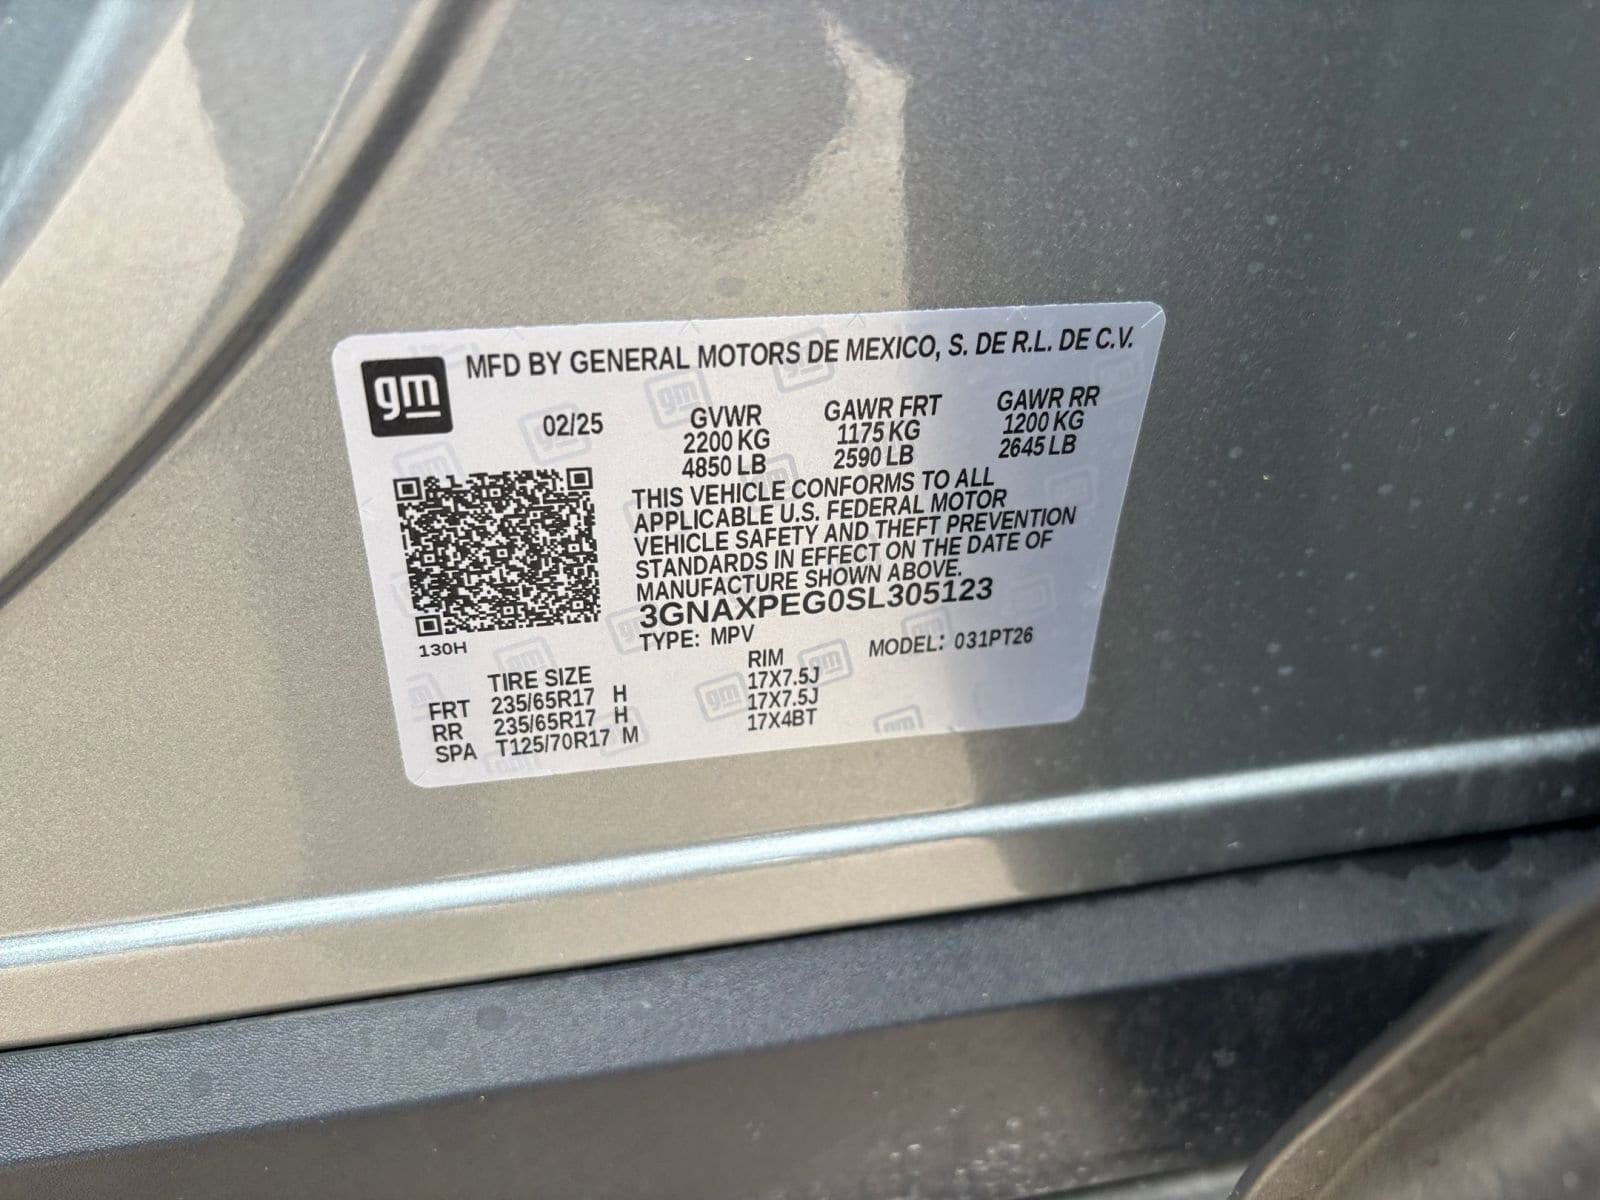 gm
MFD BY GENERAL MOTORS DE MEXICO, S. DE R.L. DE C.V.
02/25
GVWR GAWR FRT GAWR RR
2200 KG 1175 KG 1200 KG
4850 LB 2590 LB 2645 LB
THIS VEHICLE CONFORMS TO ALL
APPLICABLE U.S. FEDERAL MOTOR
VEHICLE SAFETY AND THEFT PREVENTION
STANDARDS IN EFFECT ON THE DATE OF
MANUFACTURE SHOWN ABOVE.
3GNAXPEG0SL305123
TYPE: MPV MODEL: 031PT26
130H
TIRE SIZE RIM
FRT 235/65R17 H 17X7.5J
RR 235/65R17 H 17X7.5J
SPA T125/70R17 M 17X4BT